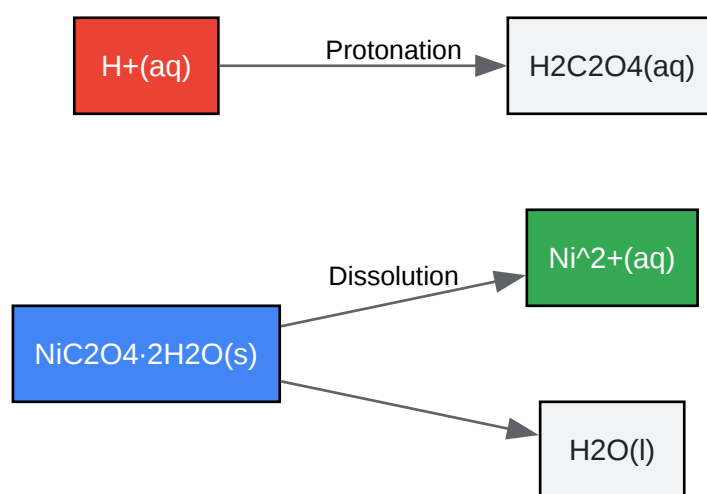 H+(aq)
Protonation
H2C2O4(aq)
Ni^2+(aq)
Dissolution
NiC2O4·2H2O(s)
H2O(l)